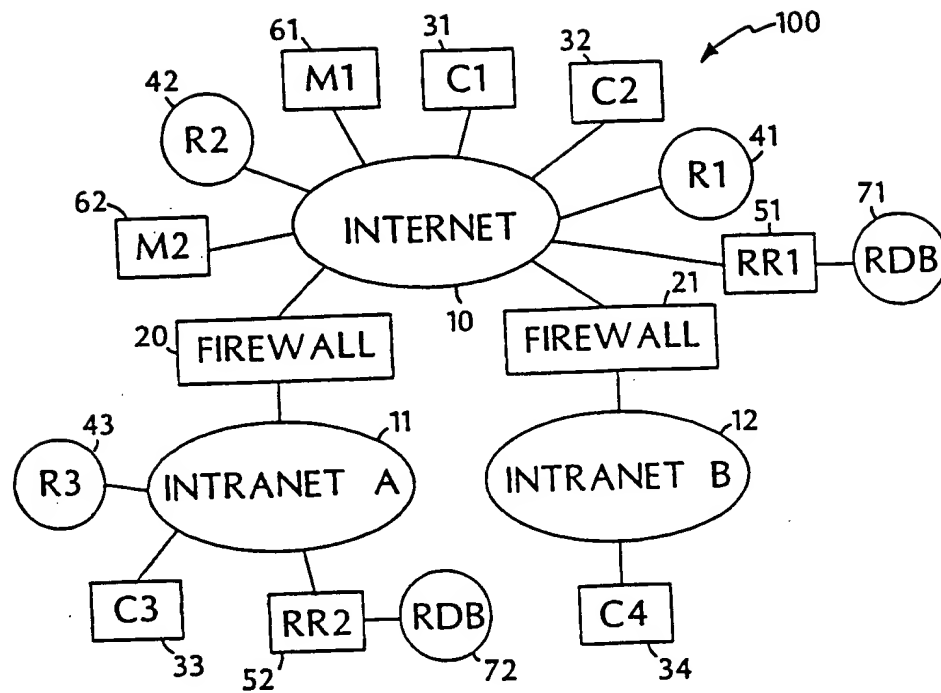 100
61
31
32
M1
C1
C2
42
R2
41
R1
62
M2
INTERNET
51
71
RR1
RDB
10
20
FIREWALL
21
FIREWALL
43
11
12
R3
INTRANET A
INTRANET B
C3
RR2
RDB
C4
33
52
72
34